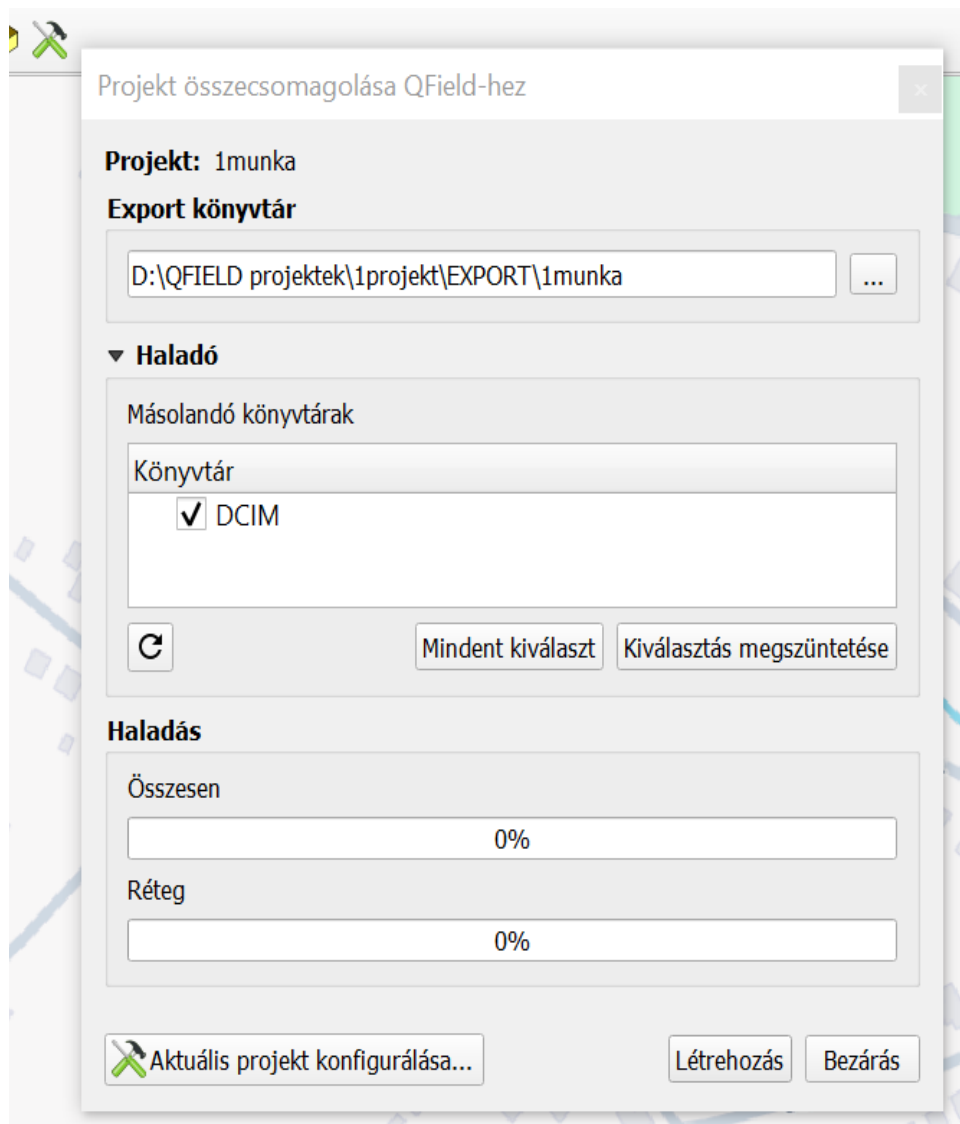 Projekt összecsomagolása QField-hez
x
Projekt: 1munka
Export könyvtár
D:\QFIELD projektek\1projekt\EXPORT\1munka
...
Haladó
Másolandó könyvtárak
Könyvtár
DCIM
Mindent kiválaszt
Kiválasztás megszüntetése
Haladás
Összesen
0%
Réteg
0%
Aktuális projekt konfigurálása...
Létrehozás
Bezárás